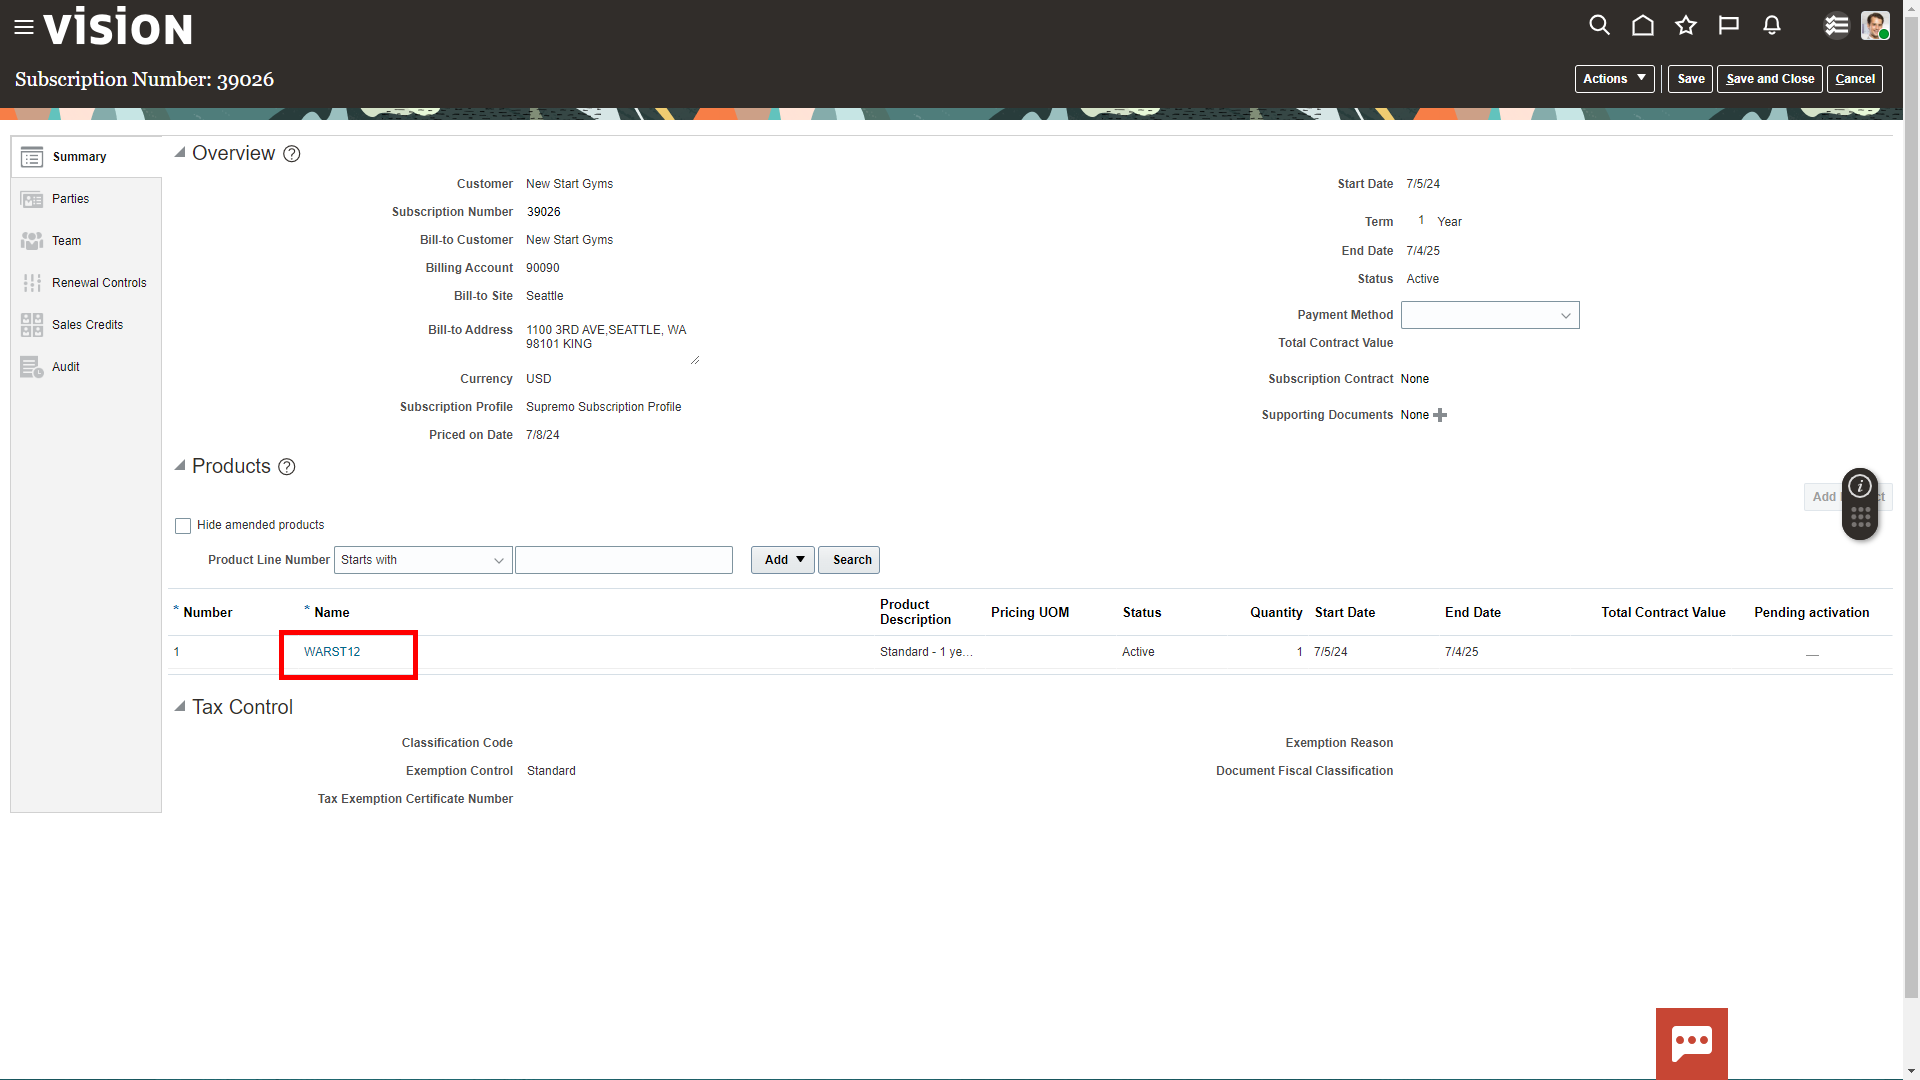 VISION
Subscription Number: 39026
Actions
Save
Save and Close
Cancel
Summary
Parties
Team
Renewal Controls
Sales Credits
Audit
Overview
Customer New Start Gyms
Subscription Number 39026
Bill-to Customer New Start Gyms
Billing Account 90090
Bill-to Site Seattle
Bill-to Address 1100 3RD AVE,SEATTLE, WA
98101 KING
Currency USD
Subscription Profile Supremo Subscription Profile
Priced on Date 7/8/24
Start Date 7/5/24
Term 1 Year
End Date 7/4/25
Status Active
Payment Method
Total Contract Value
Subscription Contract None
Supporting Documents None
Products
Add
Hide amended products
Product Line Number Starts with Add Search
* Number * Name Product Description Pricing UOM Status Quantity Start Date End Date Total Contract Value Pending activation
1 WARST12 Standard - 1 ye... Active 1 7/5/24 7/4/25 —
Tax Control
Classification Code
Exemption Control Standard
Tax Exemption Certificate Number
Exemption Reason
Document Fiscal Classification